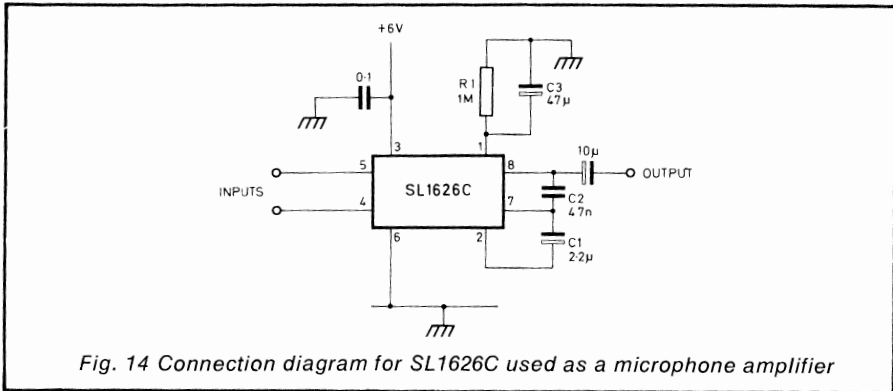 +6V
0·1
R1
1M
C3
47µ
3
1
10µ
5
8
OUTPUT
INPUTS
SL1626C
C2
47n
4
7
6
2
C1
2·2µ
Fig. 14 Connection diagram for SL1626C used as a microphone amplifier